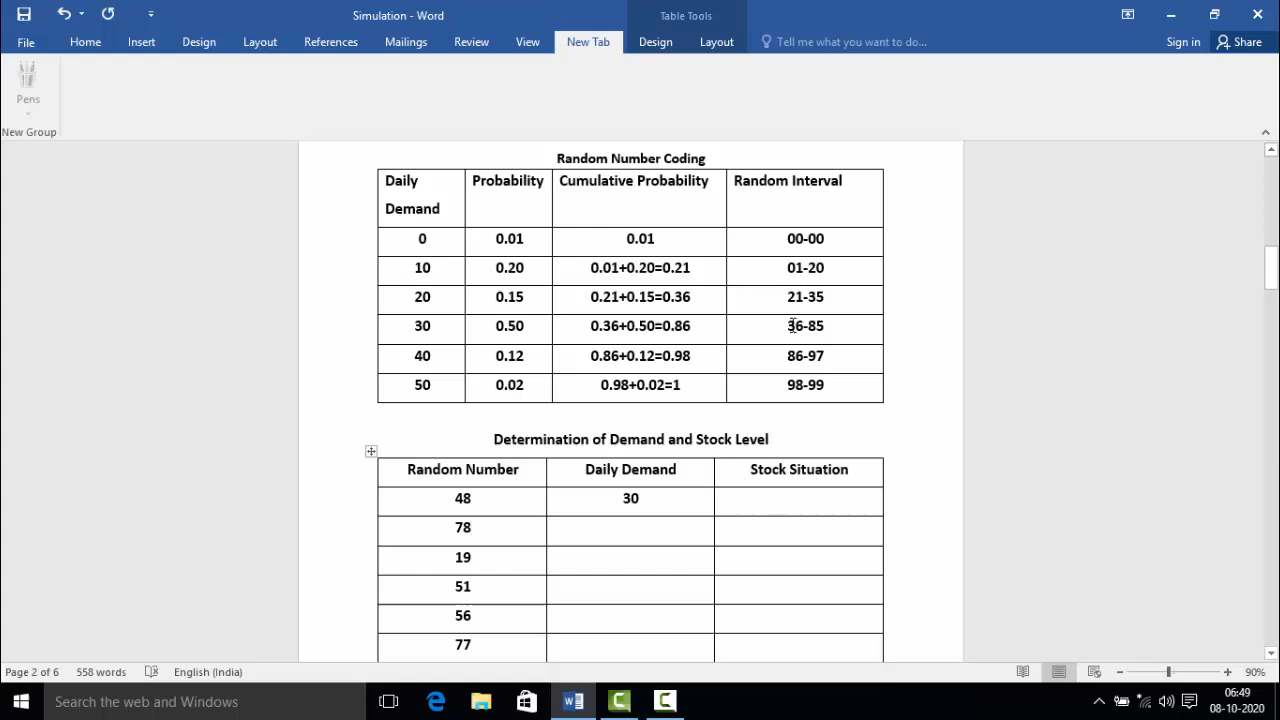 Simulation - Word
Table Tools
File Home Insert Design Layout References Mailings Review View New Tab Design Layout Tell me what you want to do... Sign in Share
Pens
New Group
Random Number Coding
Daily Demand Probability Cumulative Probability Random Interval
0 0.01 0.01 00-00
10 0.20 0.01+0.20=0.21 01-20
20 0.15 0.21+0.15=0.36 21-35
30 0.50 0.36+0.50=0.86 36-85
40 0.12 0.86+0.12=0.98 86-97
50 0.02 0.98+0.02=1 98-99
Determination of Demand and Stock Level
Random Number Daily Demand Stock Situation
48 30
78
19
51
56
77
Page 2 of 6 558 words English (India) 90%
Search the web and Windows
06:49
08-10-2020